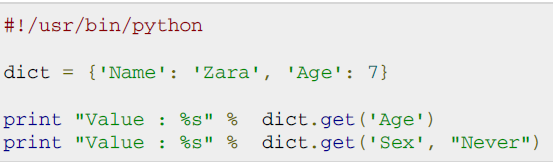 #!/usr/bin/python
dict = {'Name': 'Zara', 'Age': 7}
print "Value : %s" %  dict.get('Age')
print "Value : %s" %  dict.get('Sex', "Never")